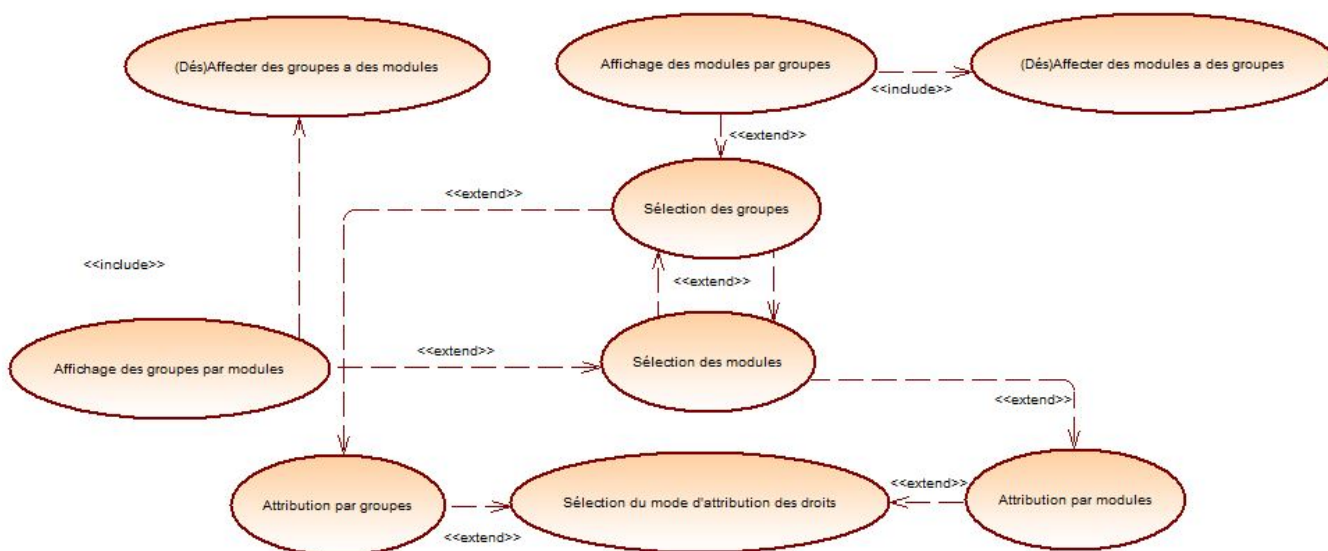 (Dés)Affecter des groupes a des modules
Affichage des modules par groupes
(Dés)Affecter des modules a des groupes
<<include>>
<<extend>>
<<extend>>
Sélection des groupes
<<include>>
<<extend>>
Affichage des groupes par modules
<<extend>>
Sélection des modules
<<extend>>
Attribution par groupes
Sélection du mode d'attribution des droits
<<extend>>
Attribution par modules
<<extend>>